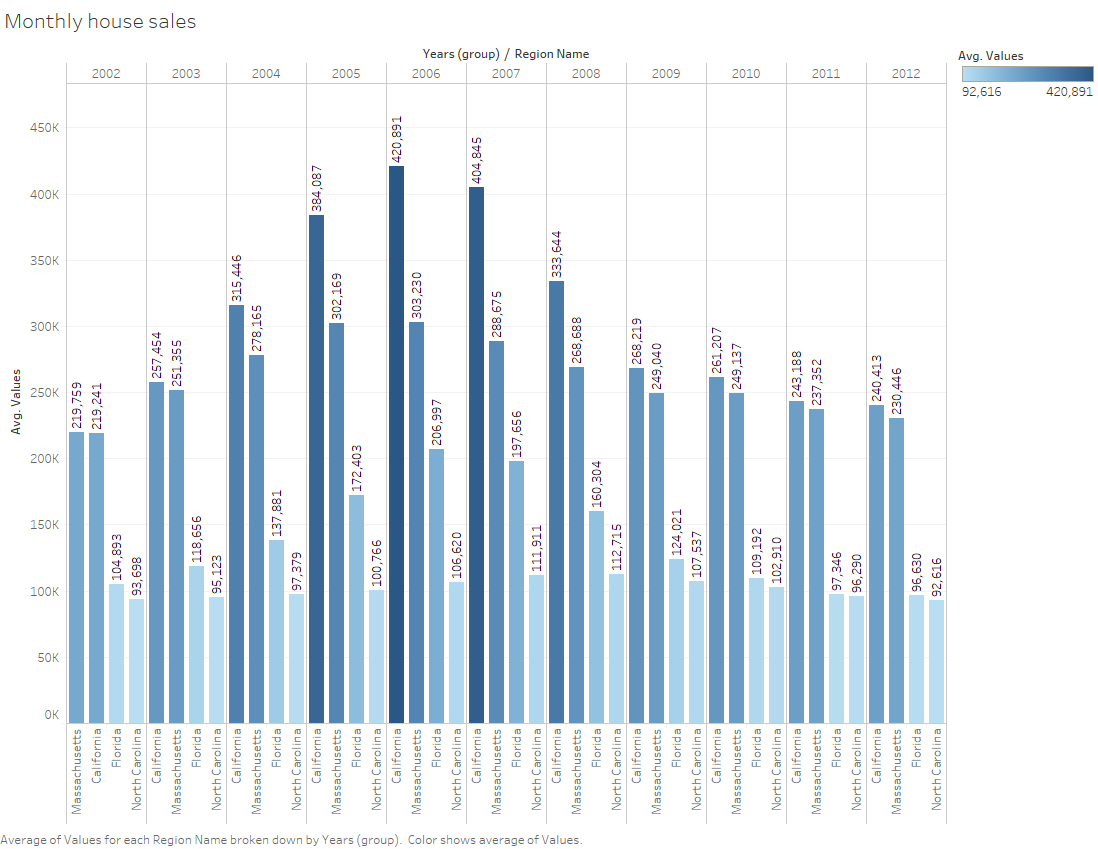 Monthly house sales
Years (group) / Region Name
Avg. Values
92,616 420,891
2002 2003 2004 2005 2006 2007 2008 2009 2010 2011 2012
Avg. Values
450K
400K
350K
300K
250K
200K
150K
100K
50K
0K
219,759 219,241 104,893 93,698
257,454 251,355 118,656 95,123
315,446 278,165 137,881 97,379
384,087 302,169 172,403 100,766
420,891 303,230 206,997 106,620
404,845 288,675 197,656 111,911
333,644 268,688 160,304 112,715
268,219 249,040 124,021 107,537
261,207 249,137 109,192 102,910
243,188 237,352 97,346 96,290
240,413 230,446 96,630 92,616
Massachusetts California Florida North Carolina
California Massachusetts Florida North Carolina
California Massachusetts Florida North Carolina
California Massachusetts Florida North Carolina
California Massachusetts Florida North Carolina
California Massachusetts Florida North Carolina
California Massachusetts Florida North Carolina
California Massachusetts Florida North Carolina
California Massachusetts Florida North Carolina
California Massachusetts Florida North Carolina
California Massachusetts Florida North Carolina
Average of Values for each Region Name broken down by Years (group). Color shows average of Values.